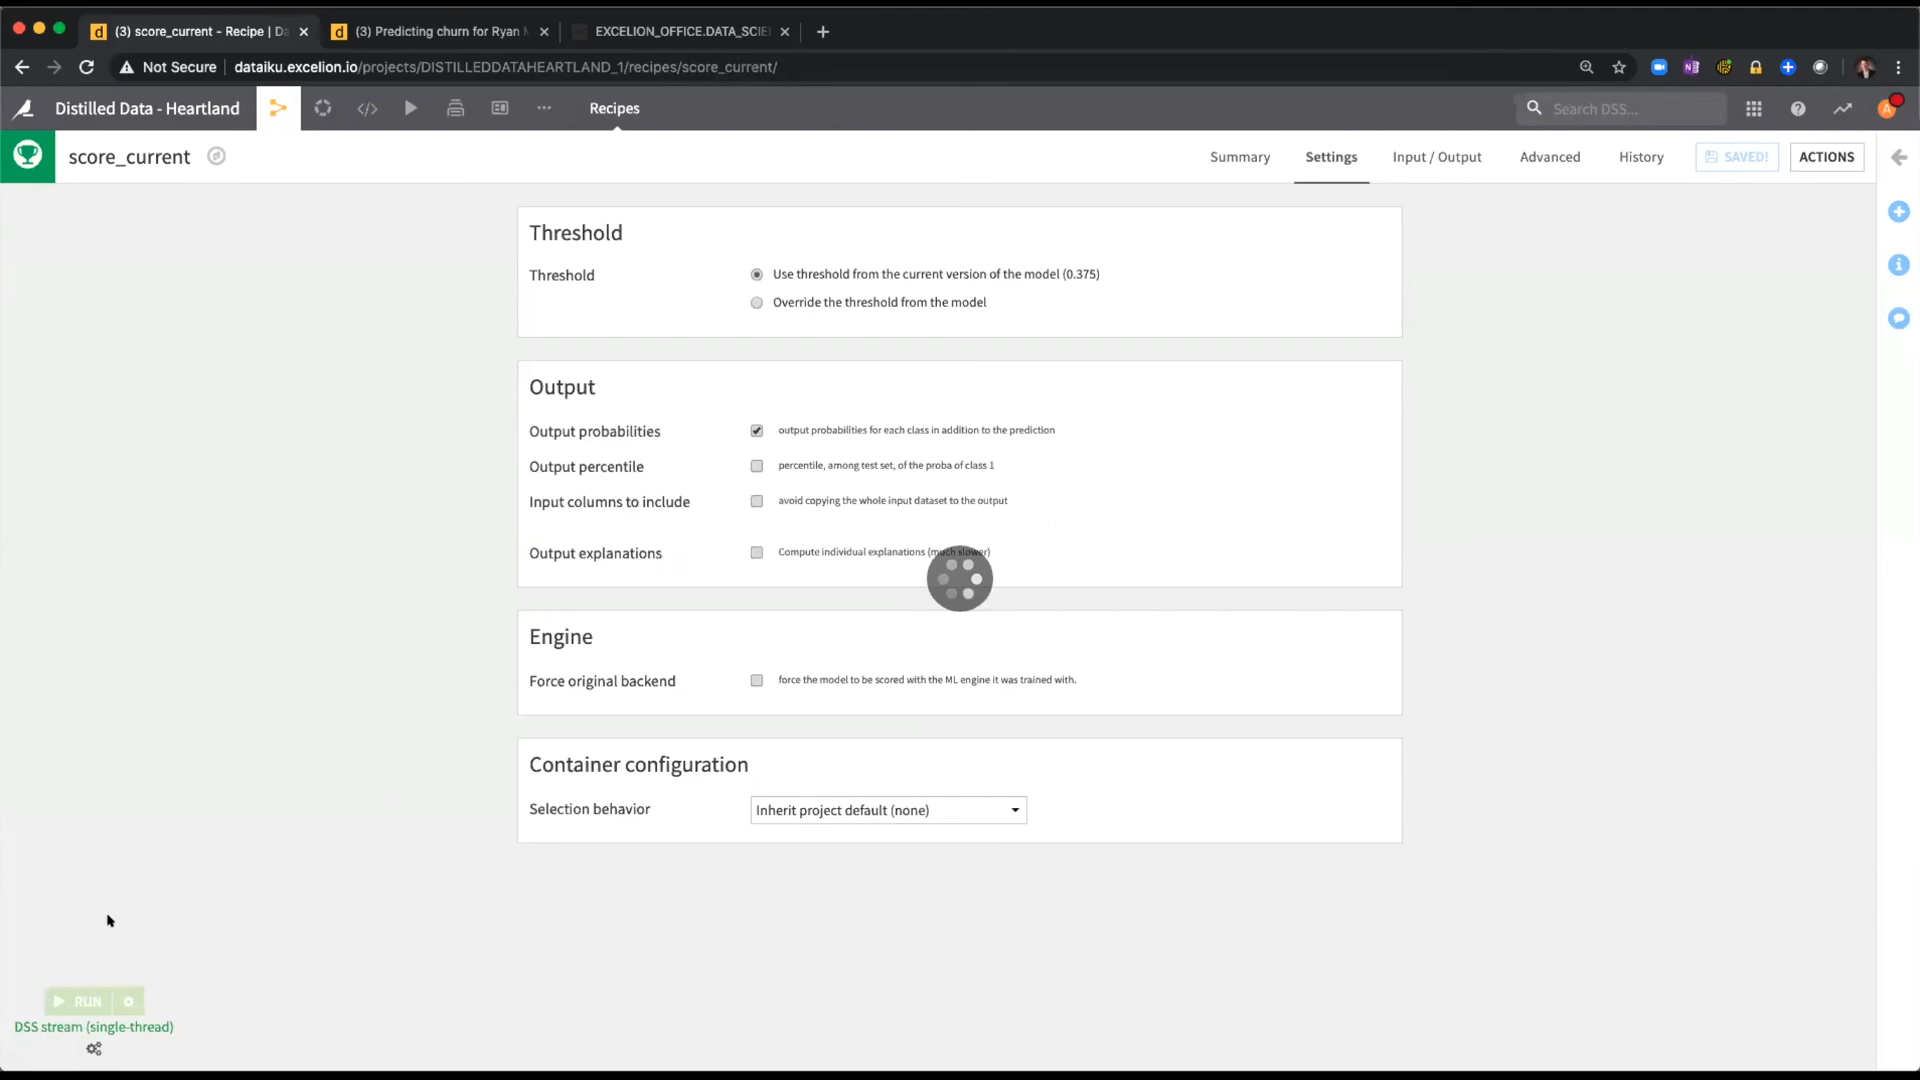 (3) score_current - Recipe | Da
(3) Predicting churn for Ryan M
EXCELION_OFFICE.DATA_SCIE
Not Secure
dataiku.excelion.io/projects/DISTILLEDDATAHEARTLAND_1/recipes/score_current/
Distilled Data - Heartland
Recipes
Search DSS...
A
score_current
Summary
Settings
Input / Output
Advanced
History
SAVED!
ACTIONS
Threshold
Threshold
Use threshold from the current version of the model (0.375)
Override the threshold from the model
Output
Output probabilities
output probabilities for each class in addition to the prediction
Output percentile
percentile, among test set, of the proba of class 1
Input columns to include
avoid copying the whole input dataset to the output
Output explanations
Compute individual explanations (much slower)
Engine
Force original backend
force the model to be scored with the ML engine it was trained with.
Container configuration
Selection behavior
Inherit project default (none)
RUN
DSS stream (single-thread)